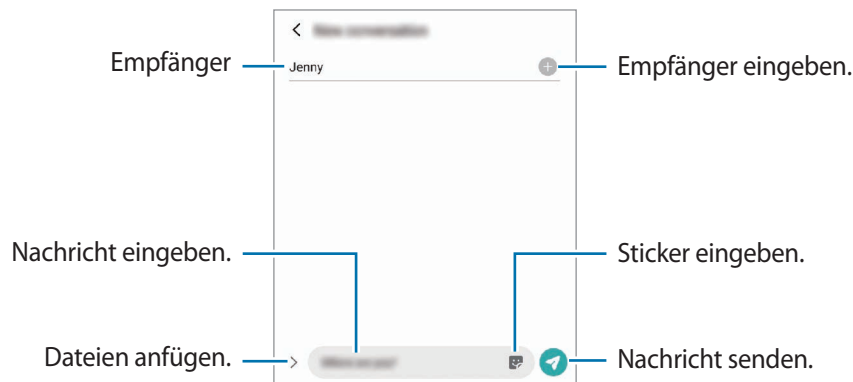 Empfänger
Jenny
Empfänger eingeben.
Nachricht eingeben.
Sticker eingeben.
Dateien anfügen.
Nachricht senden.